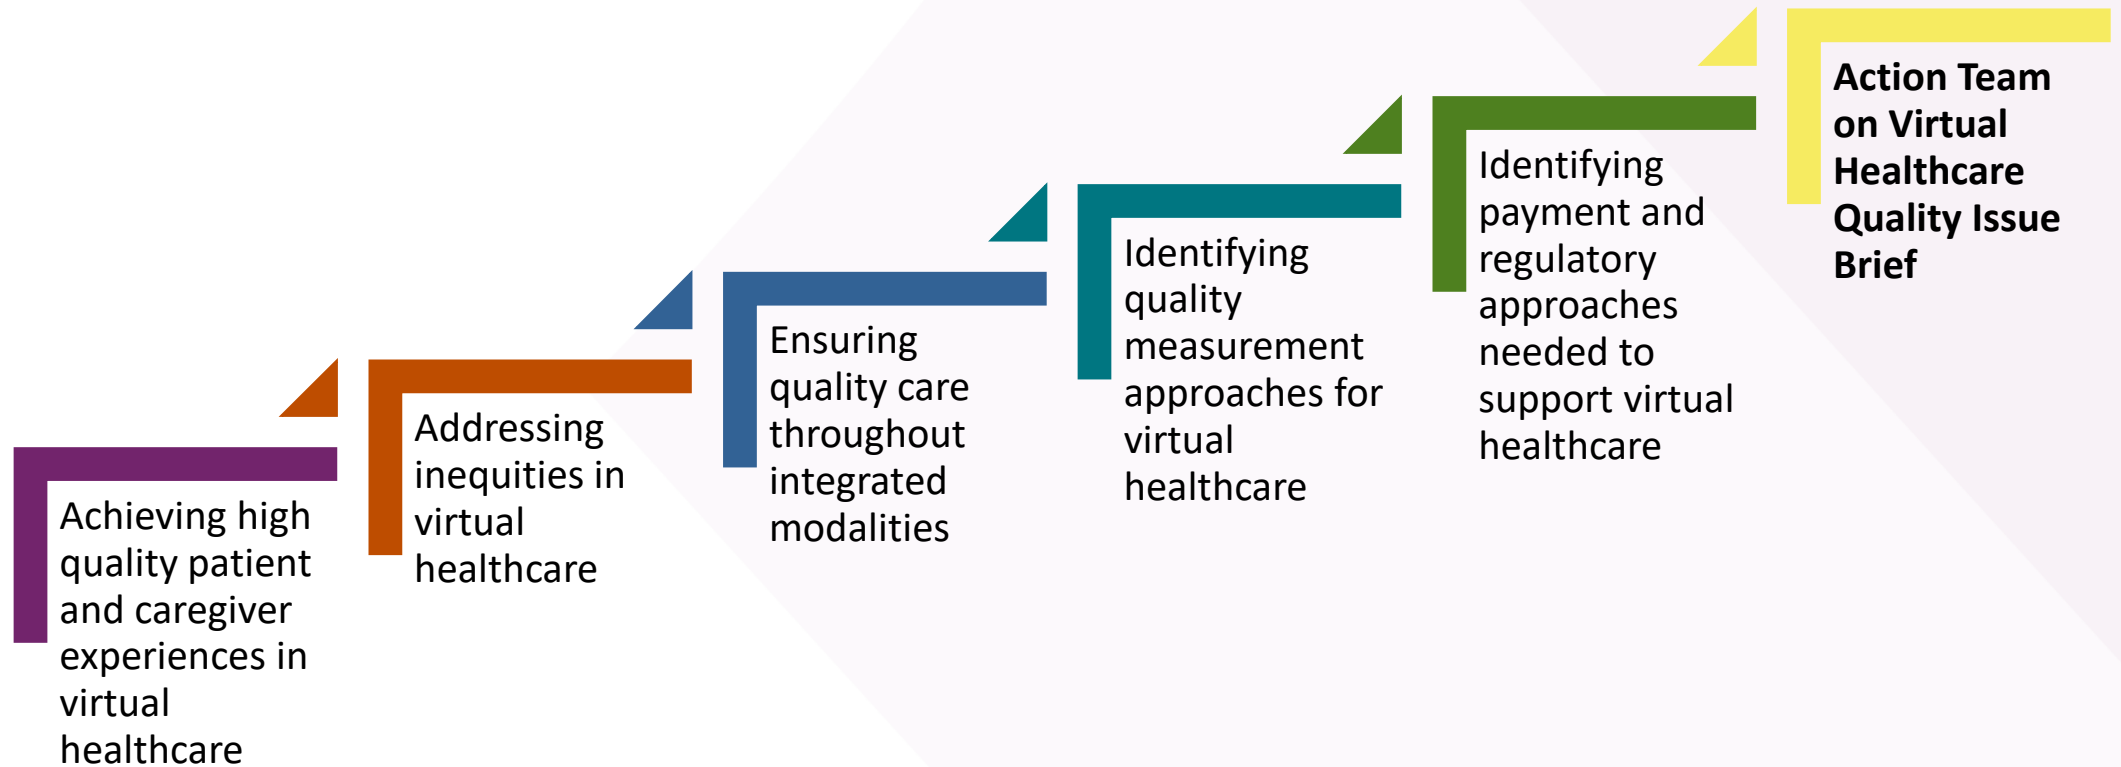 Achieving high
quality patient
and caregiver
experiences in
virtual
healthcare
Addressing
inequities in
virtual
healthcare
Ensuring
quality care
throughout
integrated
modalities
Identifying
quality
measurement
approaches for
virtual
healthcare
Identifying
payment and
regulatory
approaches
needed to
support virtual
healthcare
Action Team
on Virtual
Healthcare
Quality Issue
Brief